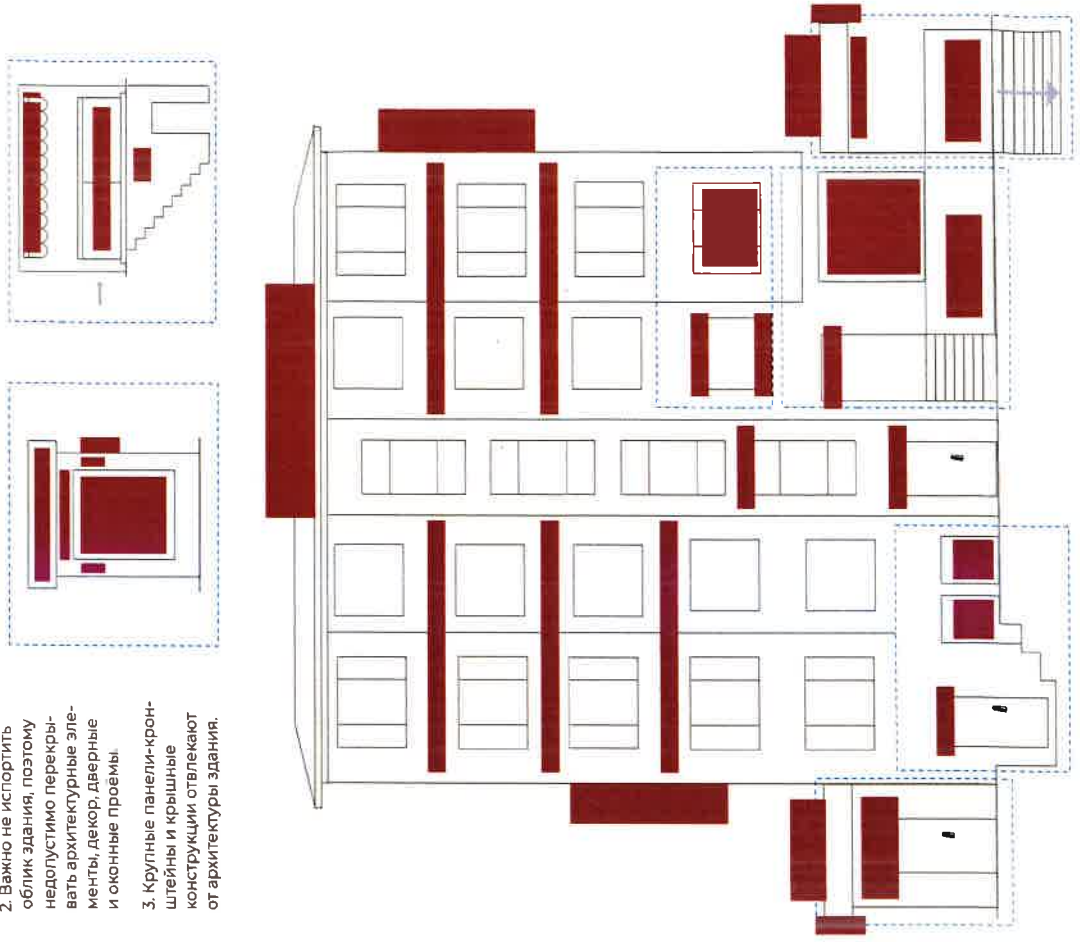 2. Важно не испортить
облик здания, поэтому
недопустимо перекры-
вать архитектурные эле-
менты, декор, дверные
и оконные проёмы.
3. Крупные панели-крон-
штейны и крышные
конструкции отвлекают
от архитектуры здания.